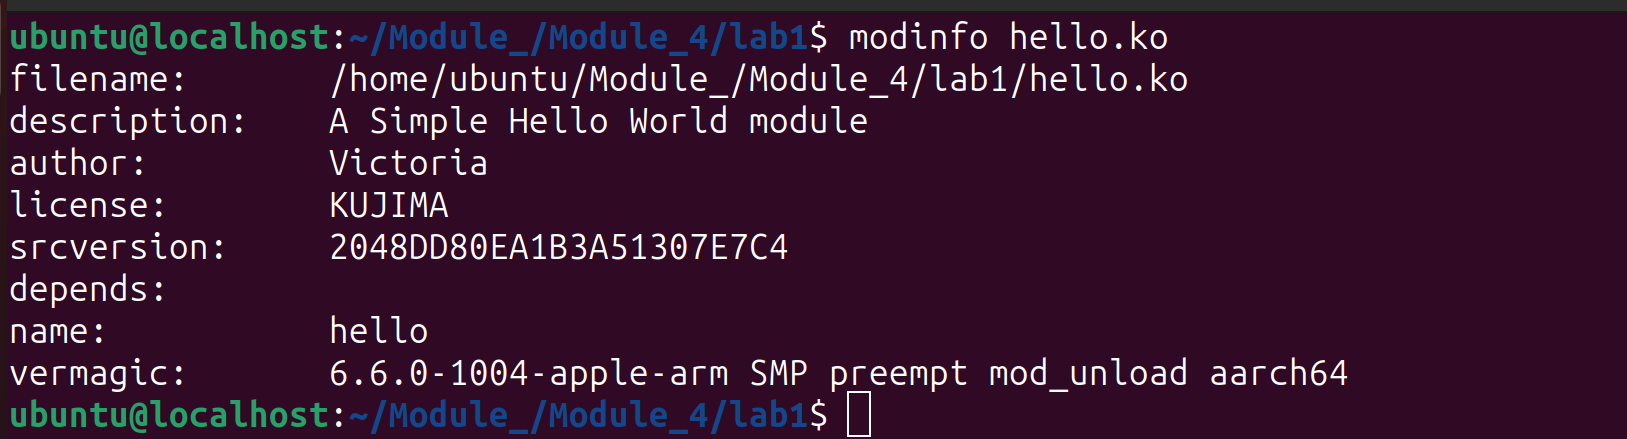 ubuntu@localhost:~/Module_/Module_4/lab1$ modinfo hello.ko
filename:       /home/ubuntu/Module_/Module_4/lab1/hello.ko
description:    A Simple Hello World module
author:         Victoria
license:        KUJIMA
srcversion:     2048DD80EA1B3A51307E7C4
depends:
name:           hello
vermagic:       6.6.0-1004-apple-arm SMP preempt mod_unload aarch64
ubuntu@localhost:~/Module_/Module_4/lab1$